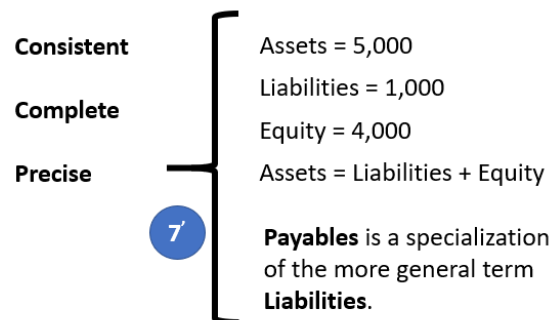 Consistent
Complete
Precise
7'
Assets = 5,000
Liabilities = 1,000
Equity = 4,000
Assets = Liabilities + Equity
Payables is a specialization
of the more general term
Liabilities.